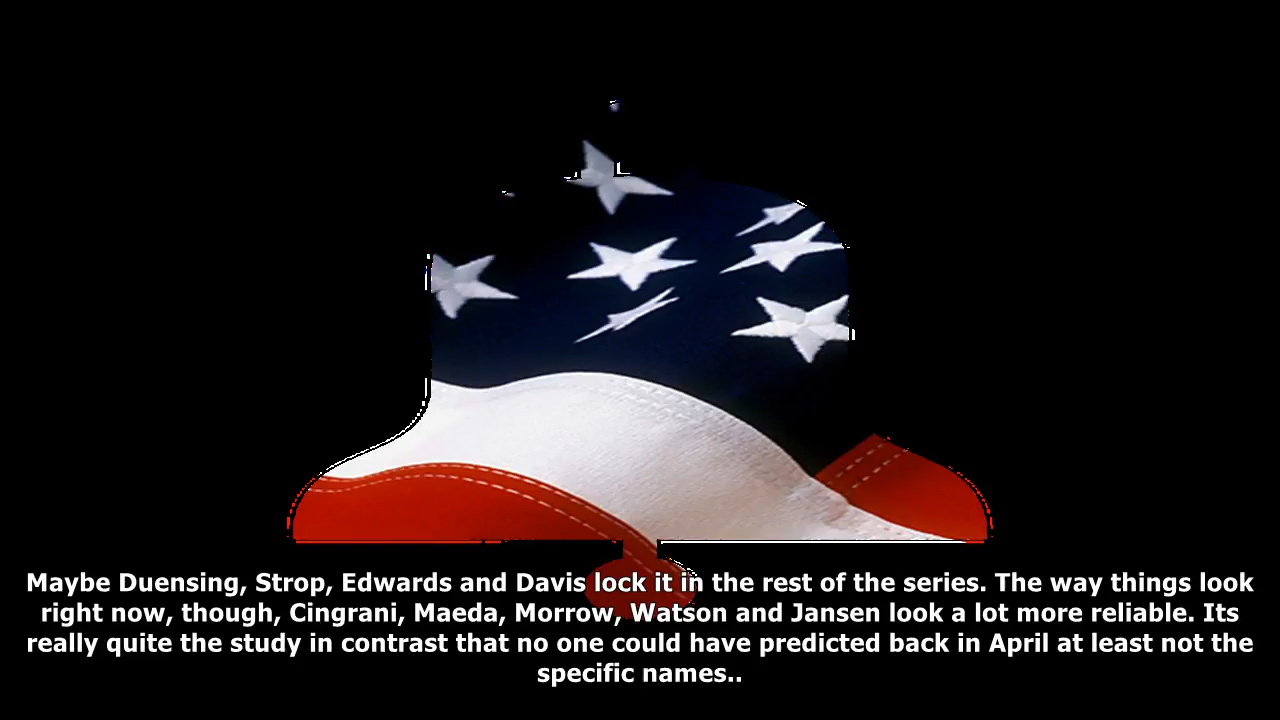 Maybe Duensing, Strop, Edwards and Davis lock it in the rest of the series. The way things look
right now, though, Cingrani, Maeda, Morrow, Watson and Jansen look a lot more reliable. Its
really quite the study in contrast that no one could have predicted back in April at least not the
specific names..